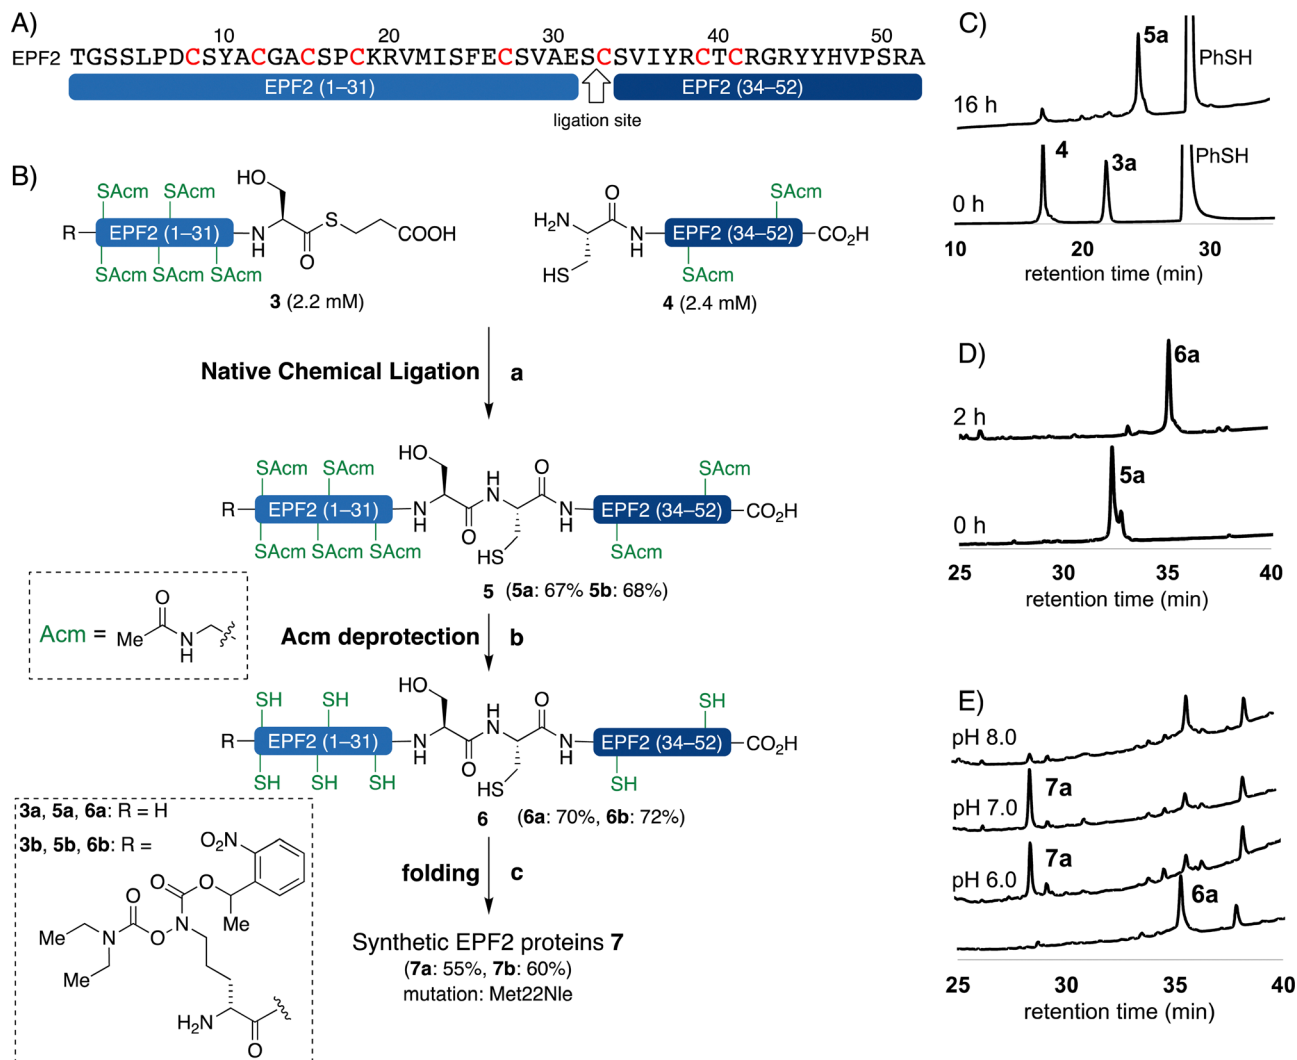 A)
10 20 30 40 50
EPF2 TGSSLPDCSYACGACSPCKRVMISFECSVAESCSVIYRCTCRGRYYHVPSRA
EPF2 (1–31) EPF2 (34–52)
ligation site
B)
SAcm SAcm
HO
R EPF2 (1–31) N H S COOH O
SAcm SAcm SAcm
3 (2.2 mM)
O SAcm
H2N N H EPF2 (34–52) CO2H
HS SAcm
4 (2.4 mM)
Native Chemical Ligation a
HO
SAcm SAcm H N O SAcm
R EPF2 (1–31) N H O N H EPF2 (34–52) CO2H
SAcm SAcm SAcm HS SAcm
5 (5a: 67% 5b: 68%)
Acm = Me O N H
Acm deprotection b
HO
SH SH H N O SH
R EPF2 (1–31) N H O N H EPF2 (34–52) CO2H
SH SH SH HS SH
6 (6a: 70%, 6b: 72%)
3a, 5a, 6a: R = H
3b, 5b, 6b: R =
O2N
O O
O N Me
Me N O
Me
H2N O
folding c
Synthetic EPF2 proteins 7
(7a: 55%, 7b: 60%)
mutation: Met22Nle
C)
5a
PhSH
16 h
4 3a PhSH
0 h
10 20 30
retention time (min)
D)
6a
2 h
5a
0 h
25 30 35 40
retention time (min)
E)
pH 8.0
7a
pH 7.0
7a
pH 6.0
6a
25 30 35 40
retention time (min)